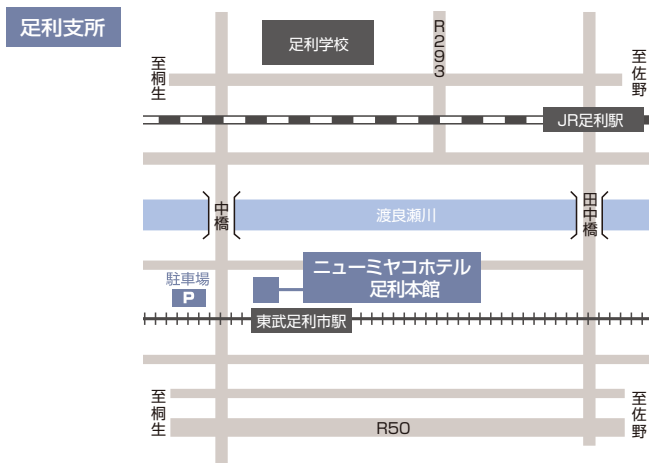 足利支所
足利学校
R293
至桐生
至佐野
JR足利駅
中橋
渡良瀬川
田中橋
ニューミヤコホテル
足利本館
駐車場
P
東武足利市駅
至桐生
R50
至佐野